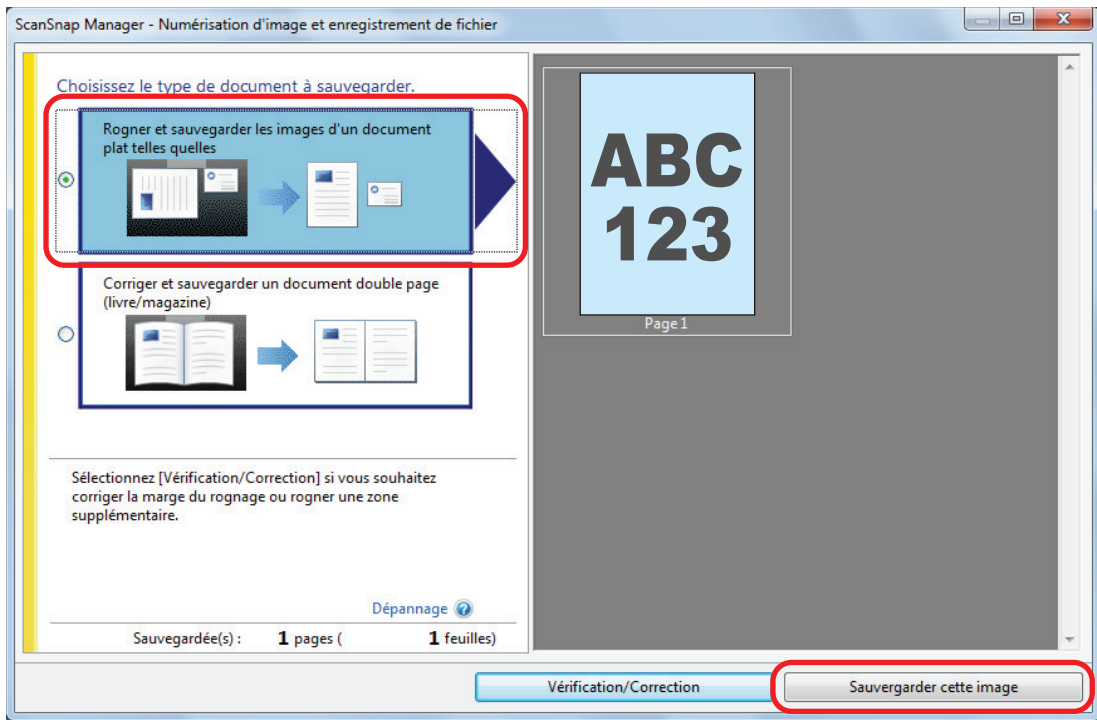 ScanSnap Manager - Numérisation d'image et enregistrement de fichier
Choisissez le type de document à sauvegarder.
Rogner et sauvegarder les images d'un document
plat telles quelles
Corriger et sauvegarder un document double page
(livre/magazine)
Sélectionnez [Vérification/Correction] si vous souhaitez
corriger la marge du rognage ou rogner une zone
supplémentaire.
Dépannage
Sauvegardée(s) : 1 pages ( 1 feuilles)
ABC
123
Page 1
Vérification/Correction
Sauvergarder cette image